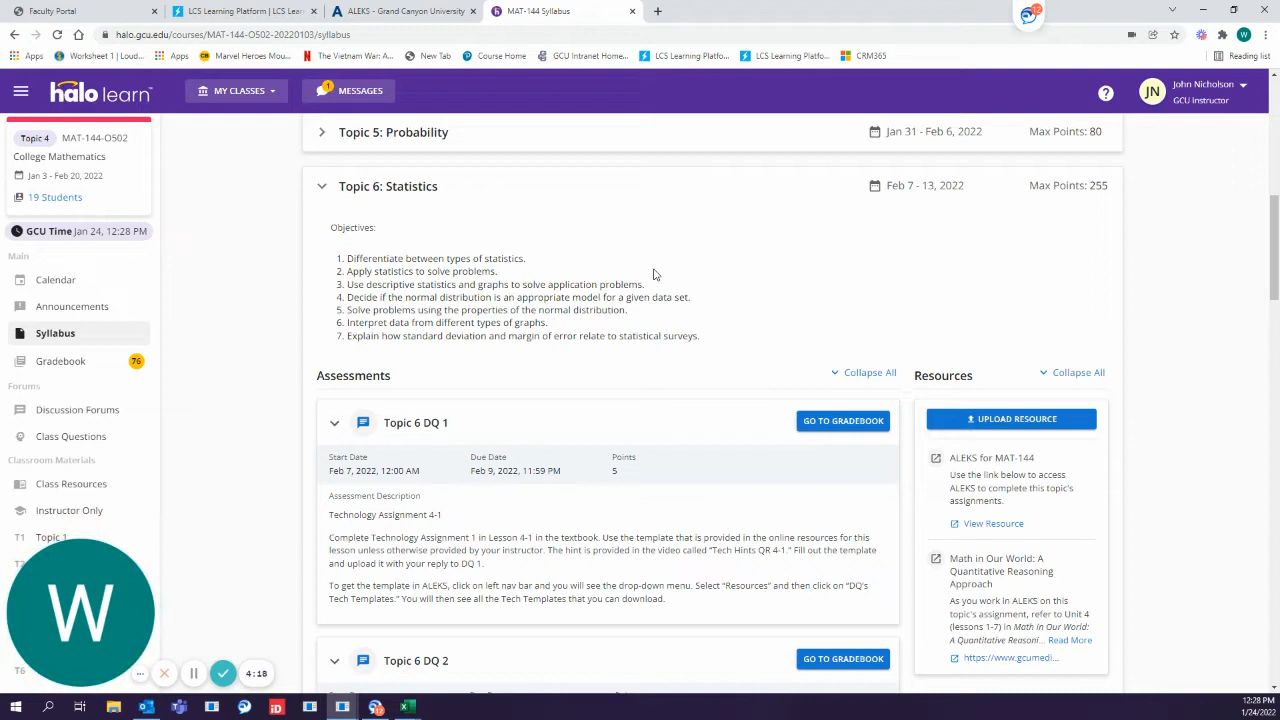 Faculty Portal
LCS Learning Platform | LCS Lear
ALEKS - Grand Canyon University
MAT-144 Syllabus
12
halo.gcu.edu/courses/MAT-144-O502-20220103/syllabus
W
Apps
Worksheet 1 | Loud...
Apps
Marvel Heroes Mou...
The Vietnam War: A...
New Tab
Course Home
GCU Intranet Home...
LCS Learning Platfo...
LCS Learning Platfo...
CRM365
Reading list
halo learn
MY CLASSES
1
MESSAGES
?
JN
John Nicholson
GCU Instructor
Topic 4 MAT-144-O502
College Mathematics
Jan 3 - Feb 20, 2022
19 Students
GCU Time Jan 24, 12:28 PM
Main
Calendar
Announcements
Syllabus
Gradebook 76
Forums
Discussion Forums
Class Questions
Classroom Materials
Class Resources
Instructor Only
T1 Topic 1
T6
W
4:18
Topic 5: Probability Jan 31 - Feb 6, 2022 Max Points: 80
Topic 6: Statistics Feb 7 - 13, 2022 Max Points: 255
Objectives:
1. Differentiate between types of statistics.
2. Apply statistics to solve problems.
3. Use descriptive statistics and graphs to solve application problems.
4. Decide if the normal distribution is an appropriate model for a given data set.
5. Solve problems using the properties of the normal distribution.
6. Interpret data from different types of graphs.
7. Explain how standard deviation and margin of error relate to statistical surveys.
Assessments Collapse All
Topic 6 DQ 1 GO TO GRADEBOOK
Start Date Due Date Points
Feb 7, 2022, 12:00 AM Feb 9, 2022, 11:59 PM 5
Assessment Description
Technology Assignment 4-1
Complete Technology Assignment 1 in Lesson 4-1 in the textbook. Use the template that is provided in the online resources for this
lesson unless otherwise provided by your instructor. The hint is provided in the video called "Tech Hints QR 4-1." Fill out the template
and upload it with your reply to DQ 1.
To get the template in ALEKS, click on left nav bar and you will see the drop-down menu. Select "Resources" and then click on "DQ's
Tech Templates." You will then see all the Tech Templates that you can download.
Topic 6 DQ 2 GO TO GRADEBOOK
Resources Collapse All
UPLOAD RESOURCE
ALEKS for MAT-144
Use the link below to access
ALEKS to complete this topic's
assignments.
View Resource
Math in Our World: A
Quantitative Reasoning
Approach
As you work in ALEKS on this
topic's assignment, refer to Unit 4
(lessons 1-7) in Math In Our World:
A Quantitative Reasoni... Read More
https://www.gcumedi...
12:28 PM
1/24/2022